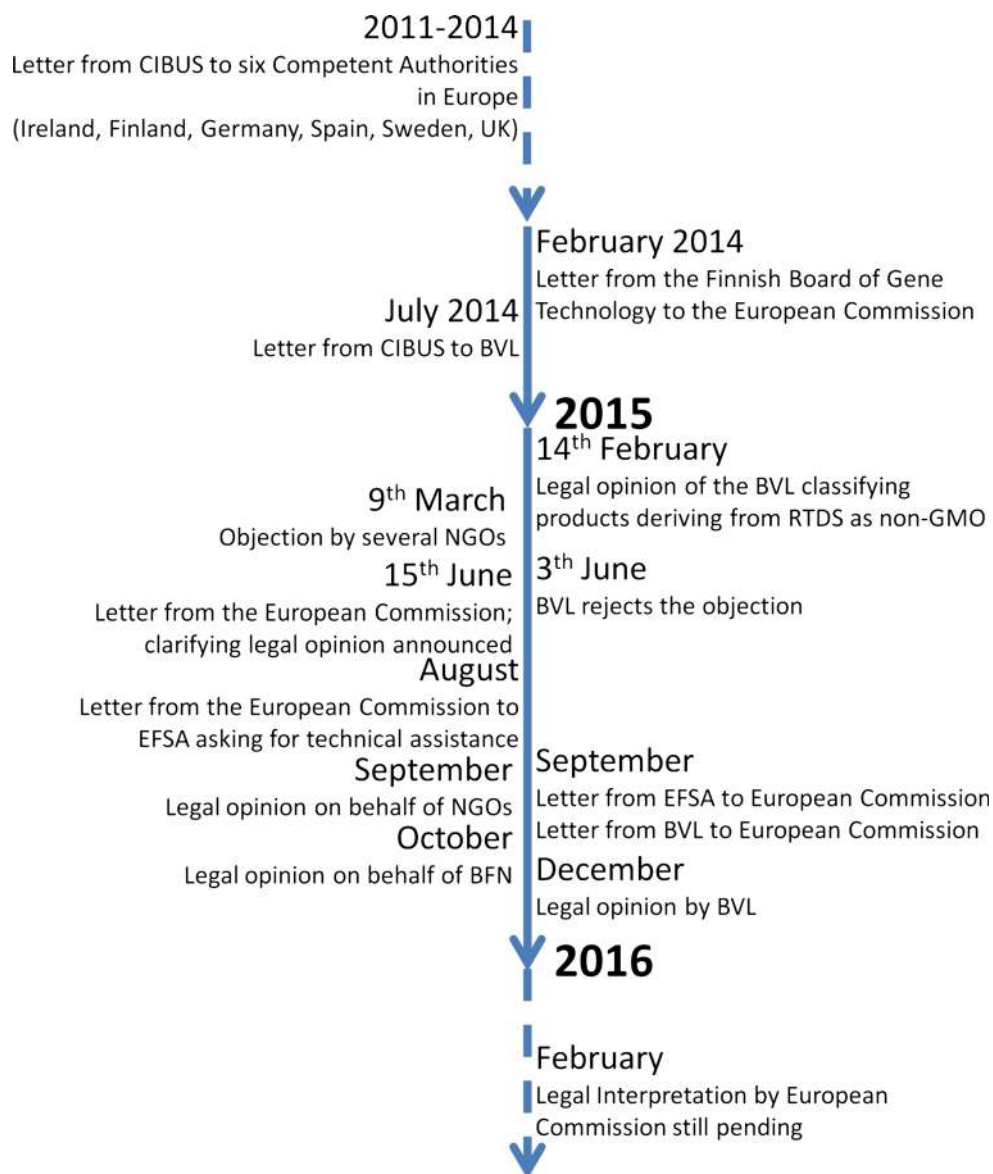 2011-2014
Letter from CIBUS to six Competent Authorities
in Europe
(Ireland, Finland, Germany, Spain, Sweden, UK)
February 2014
Letter from the Finnish Board of Gene
Technology to the European Commission
July 2014
Letter from CIBUS to BVL
2015
14th February
Legal opinion of the BVL classifying
products deriving from RTDS as non-GMO
9th March
Objection by several NGOs
3th June
BVL rejects the objection
15th June
Letter from the European Commission;
clarifying legal opinion announced
August
Letter from the European Commission to
EFSA asking for technical assistance
September
Legal opinion on behalf of NGOs
September
Letter from EFSA to European Commission
Letter from BVL to European Commission
October
Legal opinion on behalf of BFN
December
Legal opinion by BVL
2016
February
Legal Interpretation by European
Commission still pending